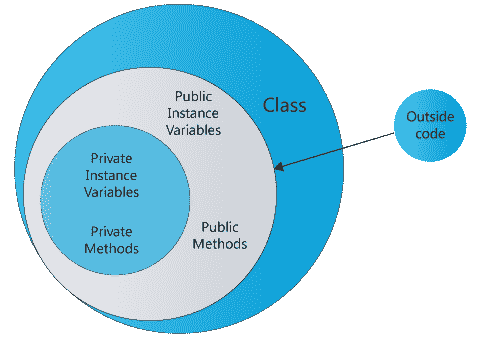 Public
Instance
Variables
Class
Outside
code
Private
Instance
Variables
Private
Methods
Public
Methods